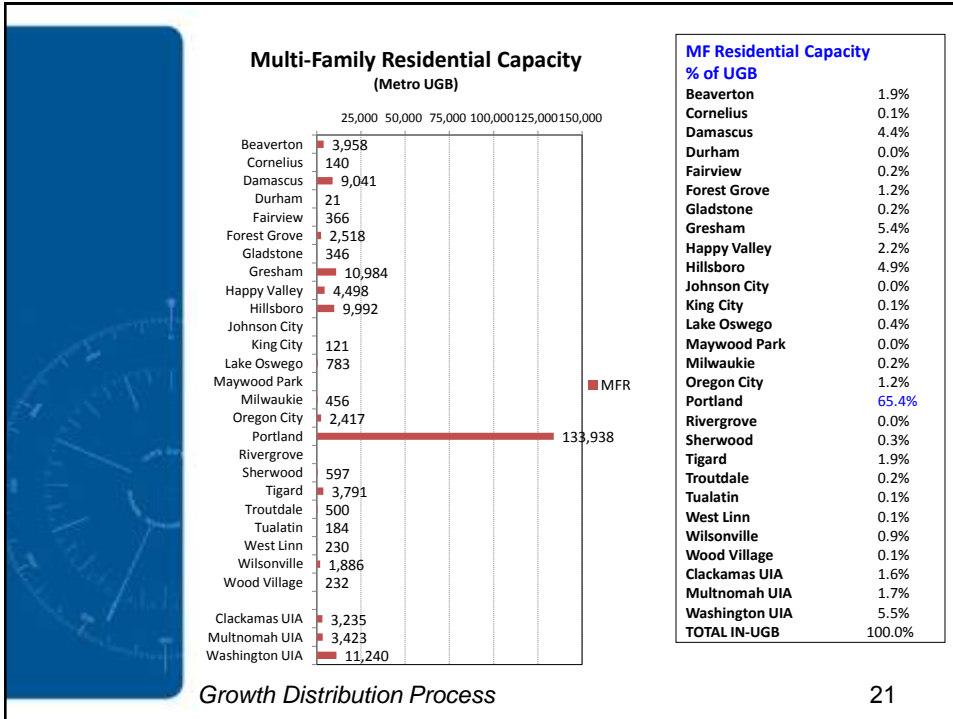 Multi-Family Residential Capacity
(Metro UGB)
25,000 50,000 75,000 100,000 125,000 150,000
Beaverton 3,958
Cornelius 140
Damascus 9,041
Durham 21
Fairview 366
Forest Grove 2,518
Gladstone 346
Gresham 10,984
Happy Valley 4,498
Hillsboro 9,992
Johnson City
King City 121
Lake Oswego 783
Maywood Park
Milwaukie 456
Oregon City 2,417
Portland 133,938
Rivergrove
Sherwood 597
Tigard 3,791
Troutdale 500
Tualatin 184
West Linn 230
Wilsonville 1,886
Wood Village 232
Clackamas UIA 3,235
Multnomah UIA 3,423
Washington UIA 11,240
MFR
MF Residential Capacity
% of UGB
Beaverton 1.9%
Cornelius 0.1%
Damascus 4.4%
Durham 0.0%
Fairview 0.2%
Forest Grove 1.2%
Gladstone 0.2%
Gresham 5.4%
Happy Valley 2.2%
Hillsboro 4.9%
Johnson City 0.0%
King City 0.1%
Lake Oswego 0.4%
Maywood Park 0.0%
Milwaukie 0.2%
Oregon City 1.2%
Portland 65.4%
Rivergrove 0.0%
Sherwood 0.3%
Tigard 1.9%
Troutdale 0.2%
Tualatin 0.1%
West Linn 0.1%
Wilsonville 0.9%
Wood Village 0.1%
Clackamas UIA 1.6%
Multnomah UIA 1.7%
Washington UIA 5.5%
TOTAL IN-UGB 100.0%
Growth Distribution Process 21